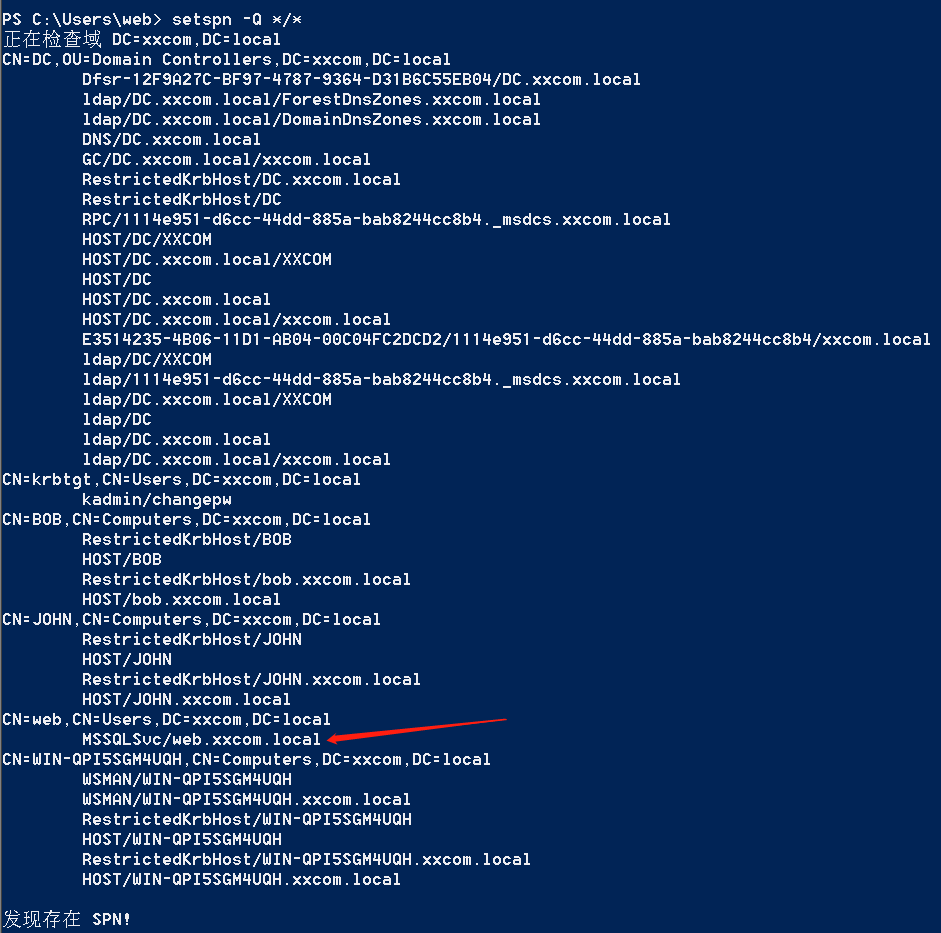 PS C:\Users\web> setspn -Q */*
正在检查域 DC=xxcom,DC=local
CN=DC,OU=Domain Controllers,DC=xxcom,DC=local
Dfsr-12F9A27C-BF97-4787-9364-D31B6C55EB04/DC.xxcom.local
ldap/DC.xxcom.local/ForestDnsZones.xxcom.local
ldap/DC.xxcom.local/DomainDnsZones.xxcom.local
DNS/DC.xxcom.local
GC/DC.xxcom.local/xxcom.local
RestrictedKrbHost/DC.xxcom.local
RestrictedKrbHost/DC
RPC/1114e951-d6cc-44dd-885a-bab8244cc8b4._msdcs.xxcom.local
HOST/DC/XXCOM
HOST/DC.xxcom.local/XXCOM
HOST/DC
HOST/DC.xxcom.local
HOST/DC.xxcom.local/xxcom.local
E3514235-4B06-11D1-AB04-00C04FC2DCD2/1114e951-d6cc-44dd-885a-bab8244cc8b4/xxcom.local
ldap/DC/XXCOM
ldap/1114e951-d6cc-44dd-885a-bab8244cc8b4._msdcs.xxcom.local
ldap/DC.xxcom.local/XXCOM
ldap/DC
ldap/DC.xxcom.local
ldap/DC.xxcom.local/xxcom.local
CN=krbtgt,CN=Users,DC=xxcom,DC=local
kadmin/changepw
CN=BOB,CN=Computers,DC=xxcom,DC=local
RestrictedKrbHost/BOB
HOST/BOB
RestrictedKrbHost/bob.xxcom.local
HOST/bob.xxcom.local
CN=JOHN,CN=Computers,DC=xxcom,DC=local
RestrictedKrbHost/JOHN
HOST/JOHN
RestrictedKrbHost/JOHN.xxcom.local
HOST/JOHN.xxcom.local
CN=web,CN=Users,DC=xxcom,DC=local
MSSQLSvc/web.xxcom.local
CN=WIN-QPI5SGM4UQH,CN=Computers,DC=xxcom,DC=local
WSMAN/WIN-QPI5SGM4UQH
WSMAN/WIN-QPI5SGM4UQH.xxcom.local
RestrictedKrbHost/WIN-QPI5SGM4UQH
HOST/WIN-QPI5SGM4UQH
RestrictedKrbHost/WIN-QPI5SGM4UQH.xxcom.local
HOST/WIN-QPI5SGM4UQH.xxcom.local
发现存在 SPN!